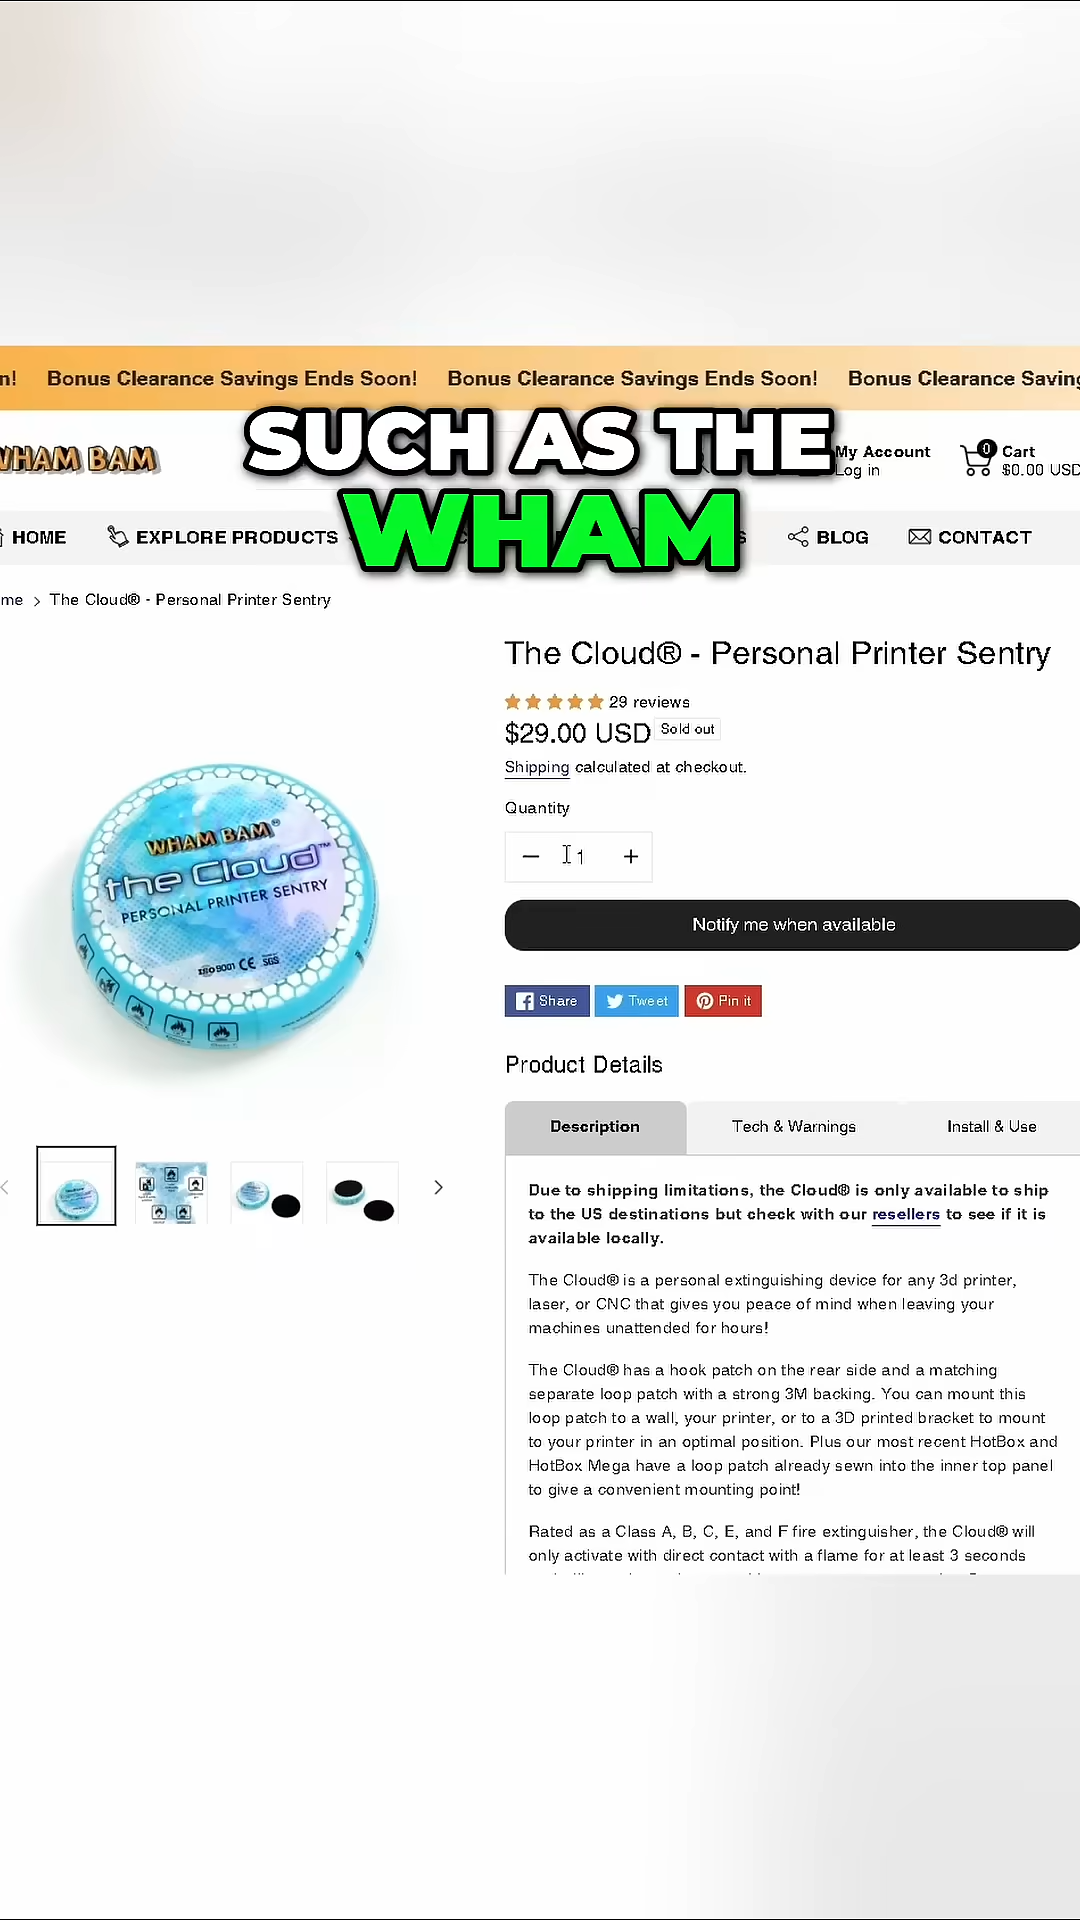 n! Bonus Clearance Savings Ends Soon! Bonus Clearance Savings Ends Soon! Bonus Clearance Saving
SUCH AS THE
WHAM
WHAM BAM
My Account
Log in
0
Cart
$0.00 USD
HOME
EXPLORE PRODUCTS
BLOG
CONTACT
me > The Cloud® - Personal Printer Sentry
The Cloud® - Personal Printer Sentry
29 reviews
$29.00 USD Sold out
Shipping calculated at checkout.
Quantity
− 1 +
Notify me when available
Share Tweet Pin it
Product Details
Description Tech & Warnings Install & Use
Due to shipping limitations, the Cloud® is only available to ship
to the US destinations but check with our resellers to see if it is
available locally.
The Cloud® is a personal extinguishing device for any 3d printer,
laser, or CNC that gives you peace of mind when leaving your
machines unattended for hours!
The Cloud® has a hook patch on the rear side and a matching
separate loop patch with a strong 3M backing. You can mount this
loop patch to a wall, your printer, or to a 3D printed bracket to mount
to your printer in an optimal position. Plus our most recent HotBox and
HotBox Mega have a loop patch already sewn into the inner top panel
to give a convenient mounting point!
Rated as a Class A, B, C, E, and F fire extinguisher, the Cloud® will
only activate with direct contact with a flame for at least 3 seconds
WHAM BAM®
the Cloud™
PERSONAL PRINTER SENTRY
ISO 9001 CE SGS